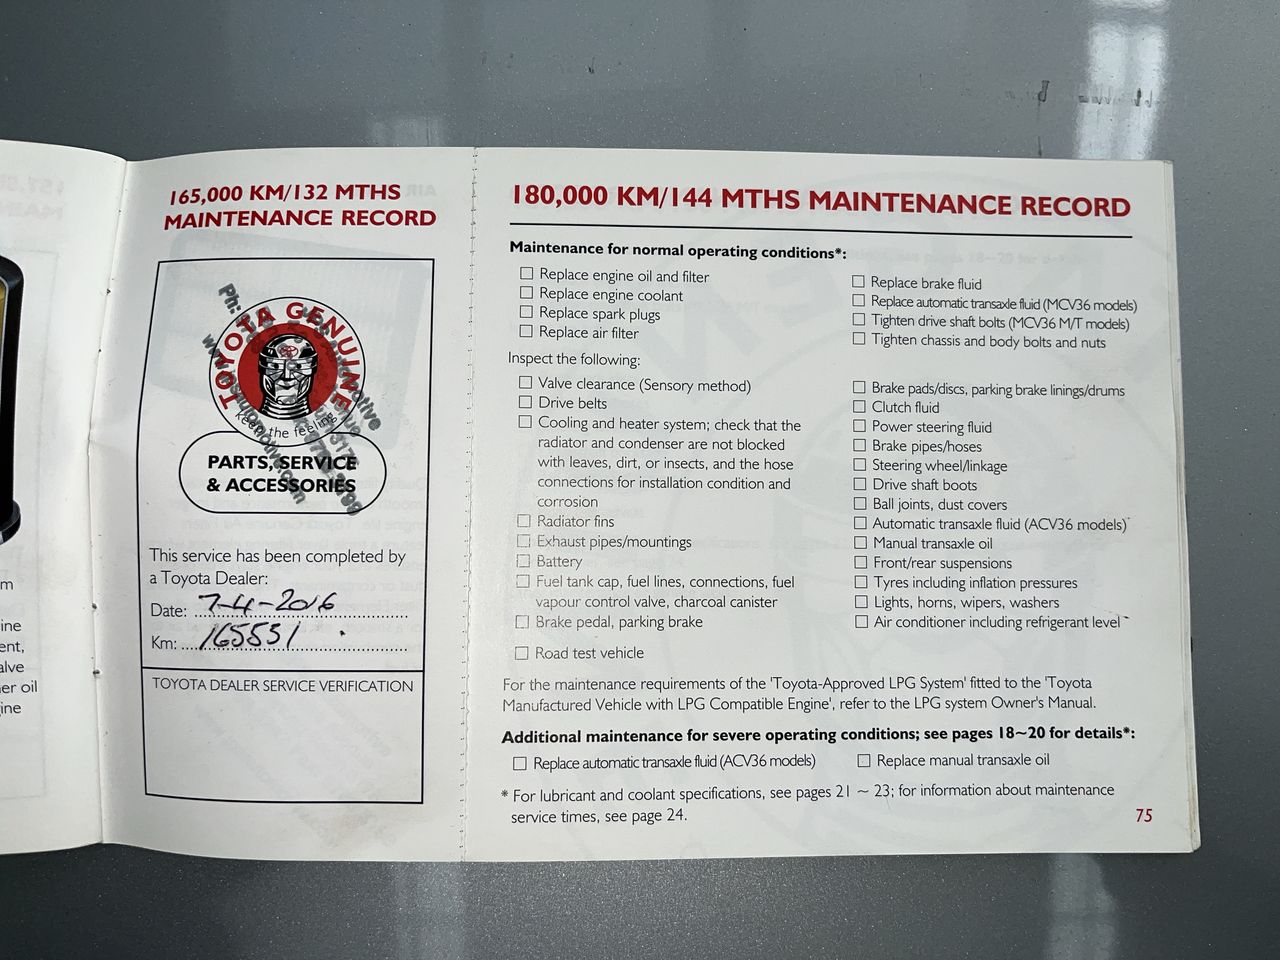 165,000 KM/132 MTHS
MAINTENANCE RECORD
TOYOTA GENUINE
keep the feeling
PARTS, SERVICE
& ACCESSORIES
This service has been completed by
a Toyota Dealer:
Date: 7-4-2016
Km: 165531
TOYOTA DEALER SERVICE VERIFICATION
180,000 KM/144 MTHS MAINTENANCE RECORD
Maintenance for normal operating conditions*:
Replace engine oil and filter
Replace engine coolant
Replace spark plugs
Replace air filter
Replace brake fluid
Replace automatic transaxle fluid (MCV36 models)
Tighten drive shaft bolts (MCV36 M/T models)
Tighten chassis and body bolts and nuts
Inspect the following:
Valve clearance (Sensory method)
Drive belts
Cooling and heater system; check that the
radiator and condenser are not blocked
with leaves, dirt, or insects, and the hose
connections for installation condition and
corrosion
Radiator fins
Exhaust pipes/mountings
Battery
Fuel tank cap, fuel lines, connections, fuel
vapour control valve, charcoal canister
Brake pedal, parking brake
Road test vehicle
Brake pads/discs, parking brake linings/drums
Clutch fluid
Power steering fluid
Brake pipes/hoses
Steering wheel/linkage
Drive shaft boots
Ball joints, dust covers
Automatic transaxle fluid (ACV36 models)
Manual transaxle oil
Front/rear suspensions
Tyres including inflation pressures
Lights, horns, wipers, washers
Air conditioner including refrigerant level
For the maintenance requirements of the 'Toyota-Approved LPG System' fitted to the 'Toyota
Manufactured Vehicle with LPG Compatible Engine', refer to the LPG system Owner's Manual.
Additional maintenance for severe operating conditions; see pages 18~20 for details*:
Replace automatic transaxle fluid (ACV36 models)
Replace manual transaxle oil
* For lubricant and coolant specifications, see pages 21 ~ 23; for information about maintenance
service times, see page 24.
75